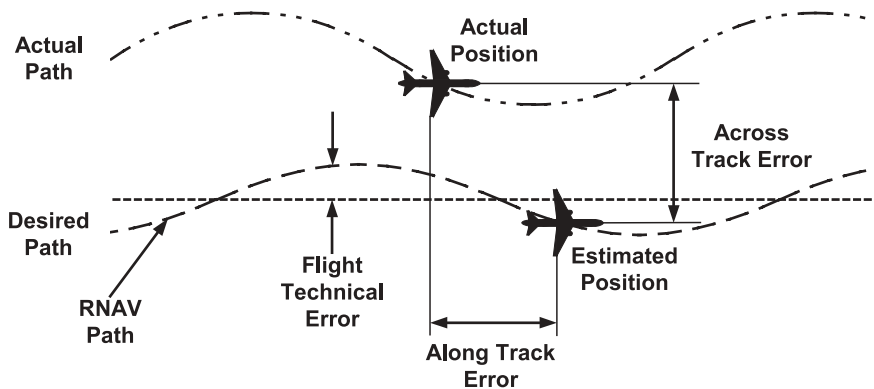 Actual
Path
Actual
Position
Across
Track Error
Desired
Path
RNAV
Path
Flight
Technical
Error
Estimated
Position
Along Track
Error